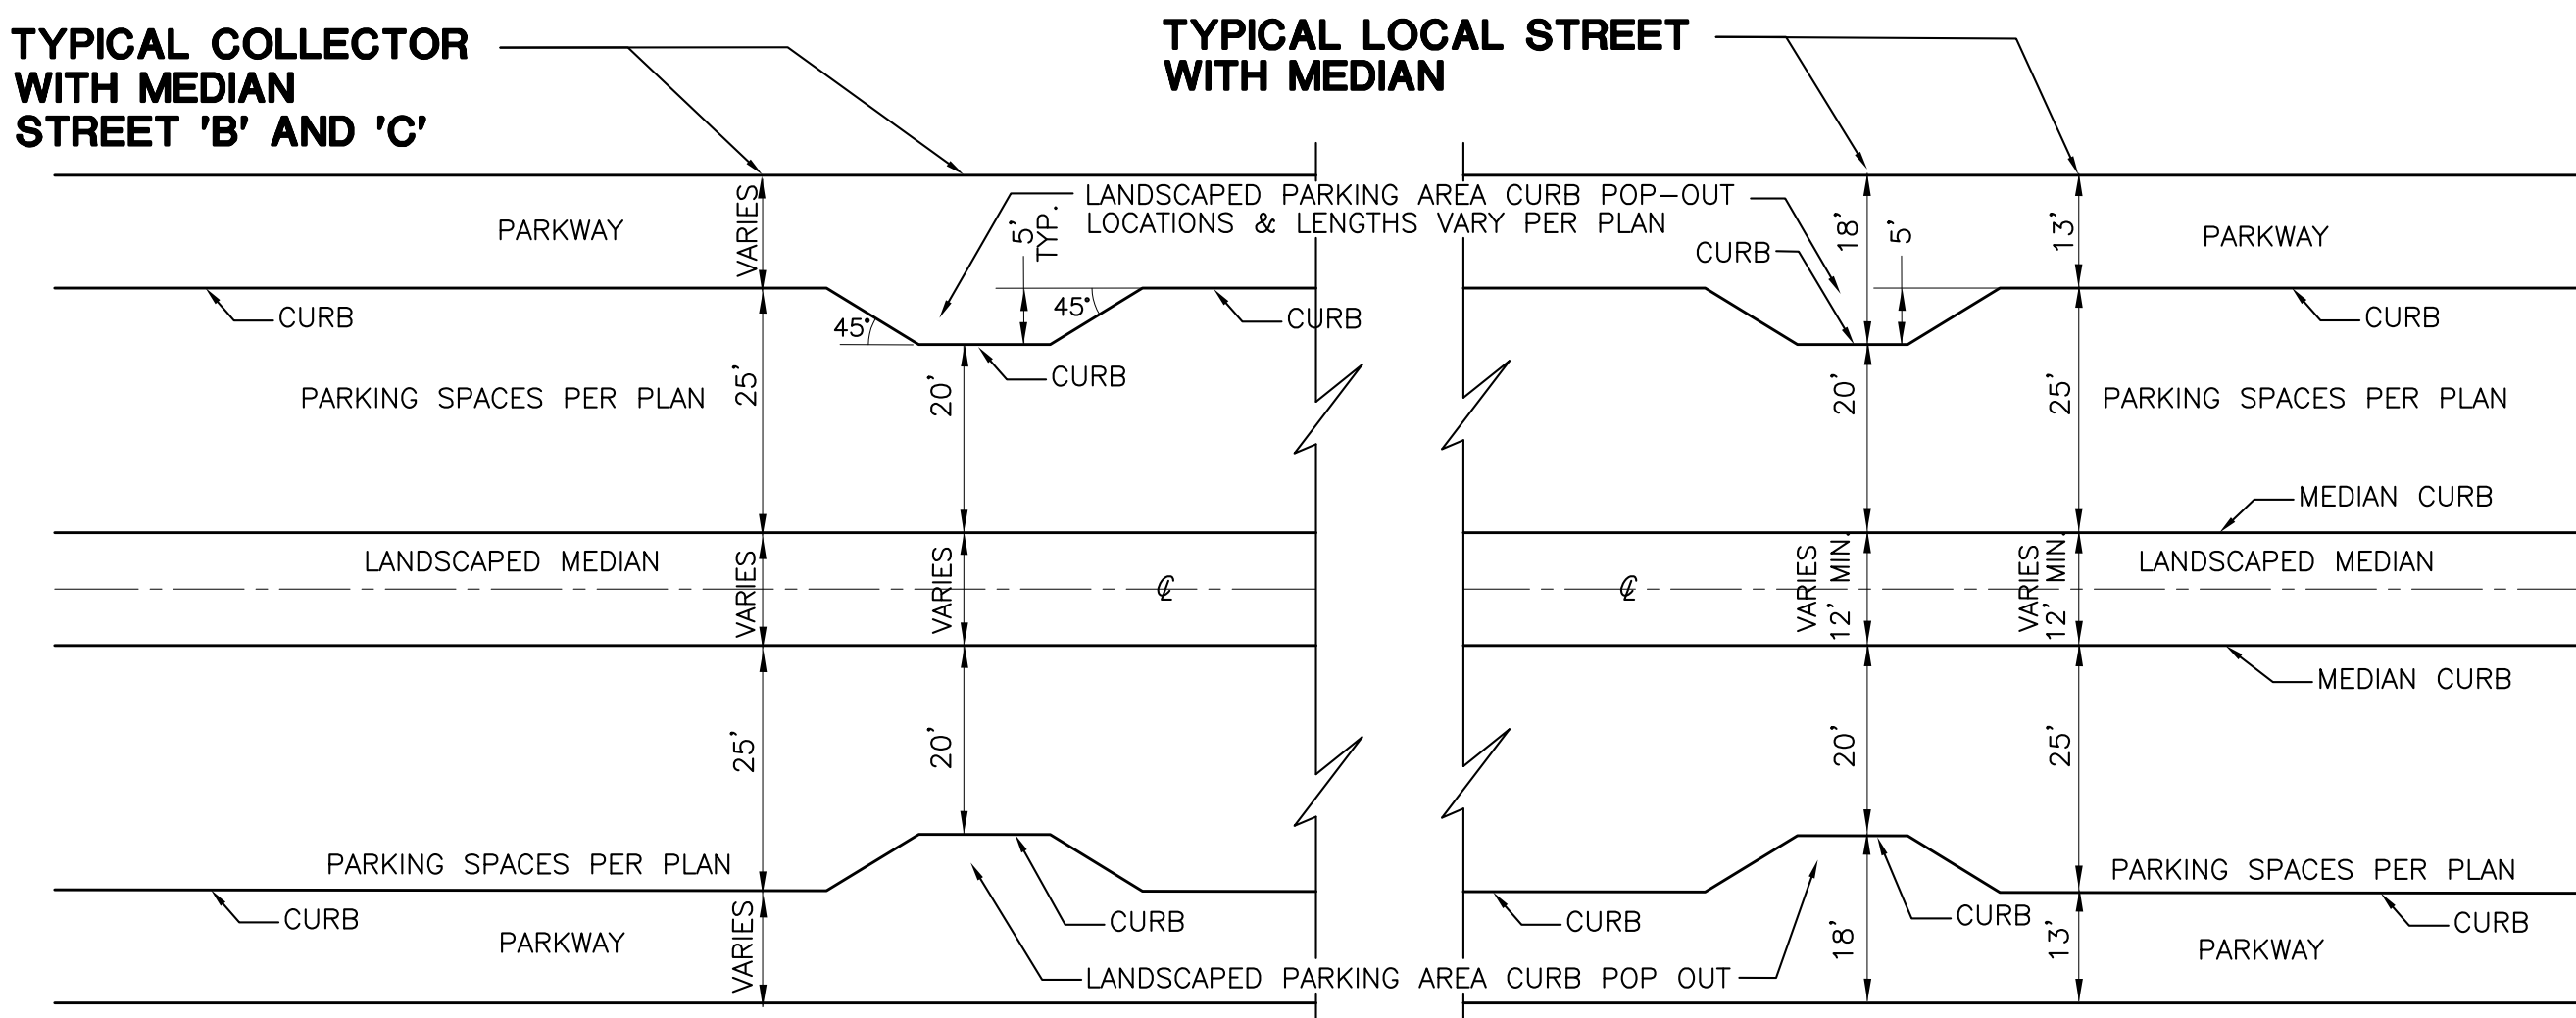 TYPICAL COLLECTOR
WITH MEDIAN
STREET 'B' AND 'C'
TYPICAL LOCAL STREET
WITH MEDIAN
PARKWAY
VARIES
5'
TYP.
LANDSCAPED PARKING AREA CURB POP-OUT
LOCATIONS & LENGTHS VARY PER PLAN
CURB
18'
5'
13'
PARKWAY
CURB
45°
45°
CURB
CURB
CURB
PARKING SPACES PER PLAN
25'
20'
20'
25'
PARKING SPACES PER PLAN
MEDIAN CURB
LANDSCAPED MEDIAN
VARIES
VARIES
℄
℄
VARIES
12' MIN.
VARIES
12' MIN.
LANDSCAPED MEDIAN
MEDIAN CURB
25'
20'
20'
25'
PARKING SPACES PER PLAN
PARKING SPACES PER PLAN
CURB
CURB
CURB
CURB
CURB
PARKWAY
VARIES
LANDSCAPED PARKING AREA CURB POP OUT
18'
13'
PARKWAY